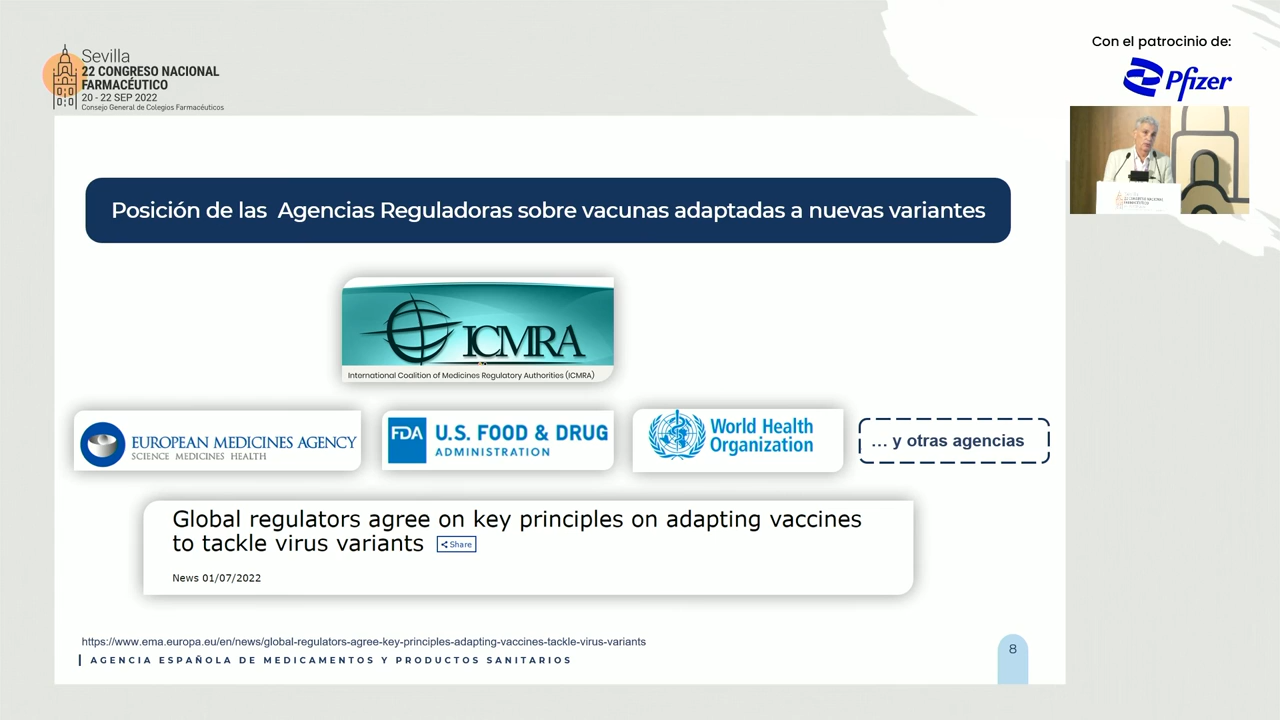 Sevilla
22 CONGRESO NACIONAL
FARMACÉUTICO
20 - 22 SEP 2022
Consejo General de Colegios Farmacéuticos
Con el patrocinio de:
Pfizer
Posición de las Agencias Reguladoras sobre vacunas adaptadas a nuevas variantes
ICMRA
International Coalition of Medicines Regulatory Authorities (ICMRA)
EUROPEAN MEDICINES AGENCY
SCIENCE MEDICINES HEALTH
FDA
U.S. FOOD & DRUG
ADMINISTRATION
World Health
Organization
... y otras agencias
Global regulators agree on key principles on adapting vaccines
to tackle virus variants
Share
News 01/07/2022
https://www.ema.europa.eu/en/news/global-regulators-agree-key-principles-adapting-vaccines-tackle-virus-variants
AGENCIA ESPAÑOLA DE MEDICAMENTOS Y PRODUCTOS SANITARIOS
8